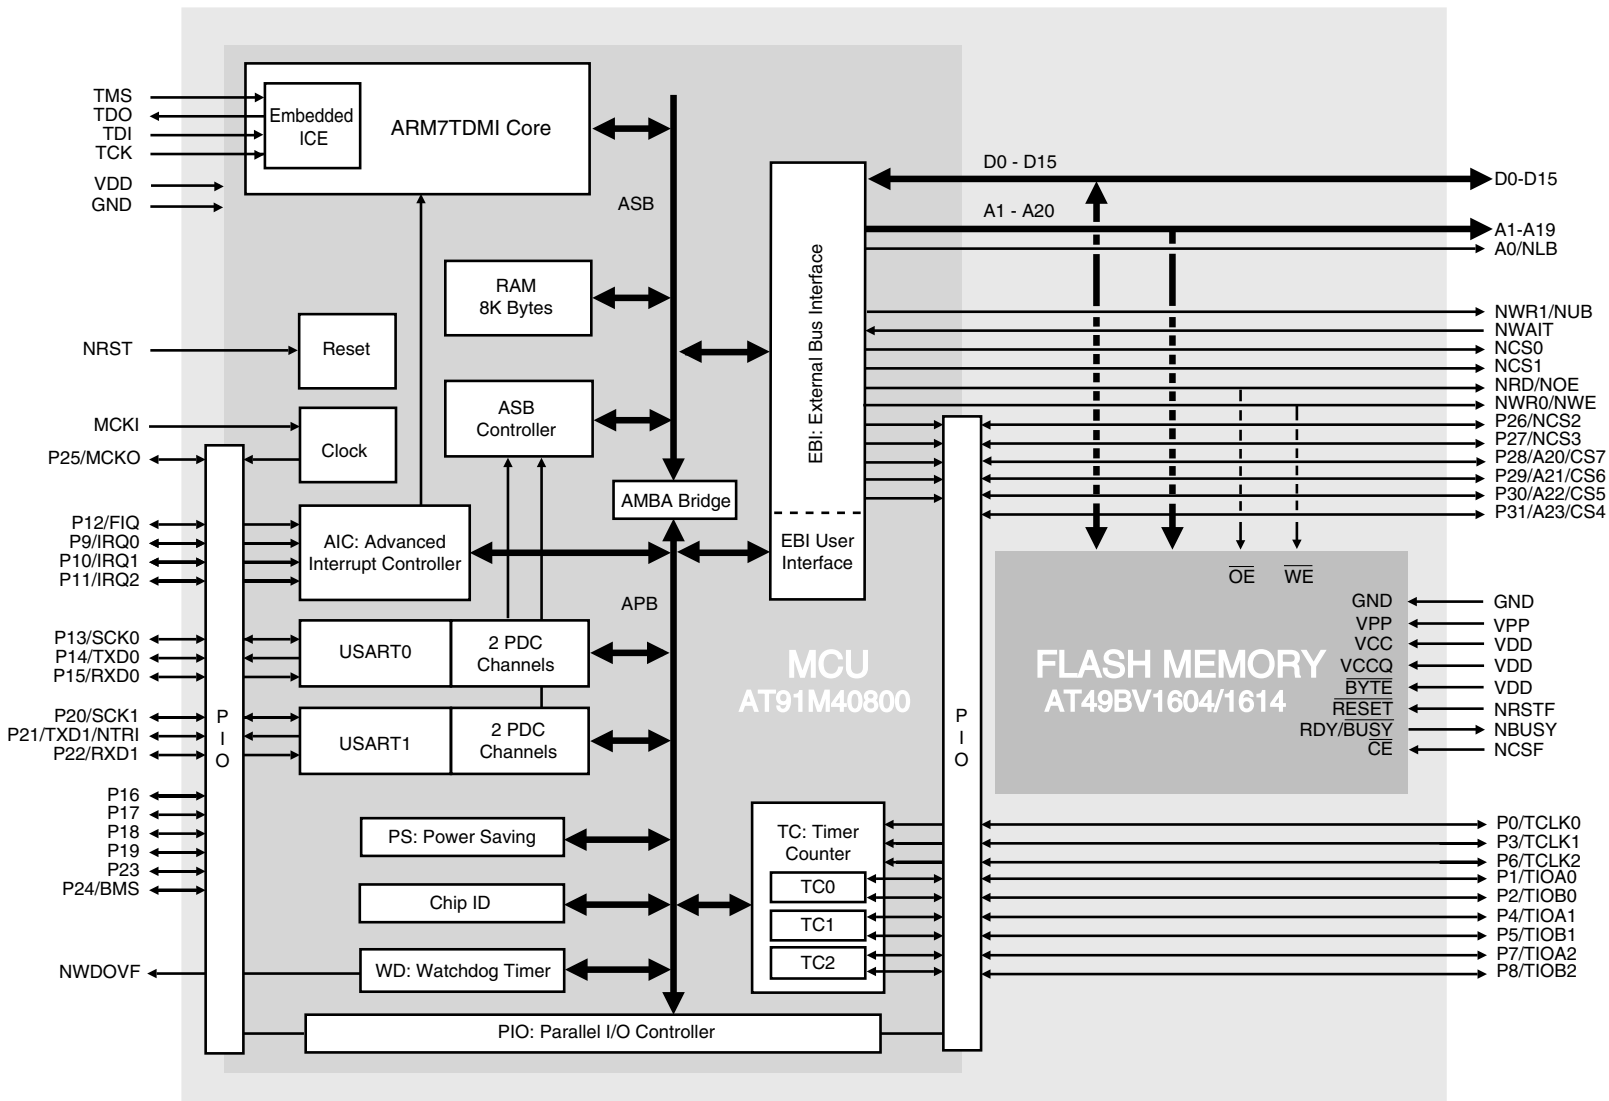 TMS
TDO
TDI
TCK
VDD
GND
NRST
MCKI
P25/MCKO
P12/FIQ
P9/IRQ0
P10/IRQ1
P11/IRQ2
P13/SCK0
P14/TXD0
P15/RXD0
P20/SCK1
P21/TXD1/NTRI
P22/RXD1
P16
P17
P18
P19
P23
P24/BMS
NWDOVF
P
I
O
Embedded
ICE
ARM7TDMI Core
ASB
RAM
8K Bytes
Reset
Clock
ASB
Controller
AMBA Bridge
AIC: Advanced
Interrupt Controller
APB
USART0
2 PDC
Channels
USART1
2 PDC
Channels
PS: Power Saving
Chip ID
WD: Watchdog Timer
PIO: Parallel I/O Controller
EBI: External Bus Interface
EBI User
Interface
MCU
AT91M40800
TC: Timer
Counter
TC0
TC1
TC2
P
I
O
D0 - D15
A1 - A20
OE
WE
FLASH MEMORY
AT49BV1604/1614
GND
VPP
VCC
VCCQ
BYTE
RESET
RDY/BUSY
CE
D0-D15
A1-A19
A0/NLB
NWR1/NUB
NWAIT
NCS0
NCS1
NRD/NOE
NWR0/NWE
P26/NCS2
P27/NCS3
P28/A20/CS7
P29/A21/CS6
P30/A22/CS5
P31/A23/CS4
GND
VPP
VDD
VDD
VDD
NRSTF
NBUSY
NCSF
P0/TCLK0
P3/TCLK1
P6/TCLK2
P1/TIOA0
P2/TIOB0
P4/TIOA1
P5/TIOB1
P7/TIOA2
P8/TIOB2